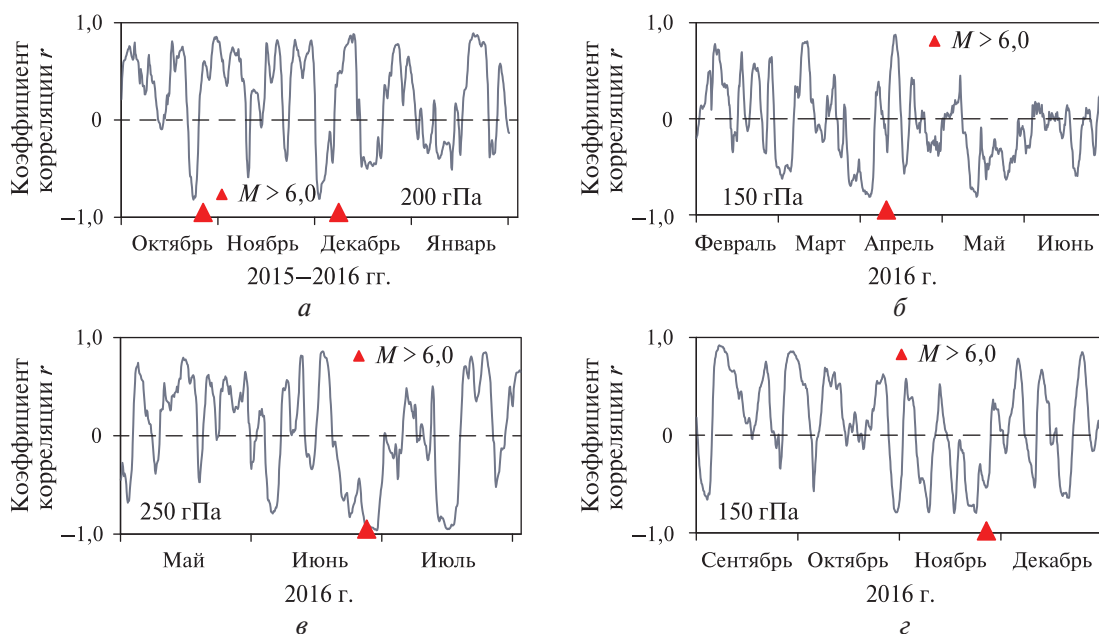 Коэффициент
корреляции r
1,0
0
−1,0
M > 6,0
200 гПа
Октябрь Ноябрь Декабрь Январь
2015–2016 гг.
а
Коэффициент
корреляции r
1,0
0
−1,0
M > 6,0
150 гПа
Февраль Март Апрель Май Июнь
2016 г.
б
Коэффициент
корреляции r
1,0
0
−1,0
M > 6,0
250 гПа
Май Июнь Июль
2016 г.
в
Коэффициент
корреляции r
1,0
0
−1,0
M > 6,0
150 гПа
Сентябрь Октябрь Ноябрь Декабрь
2016 г.
г